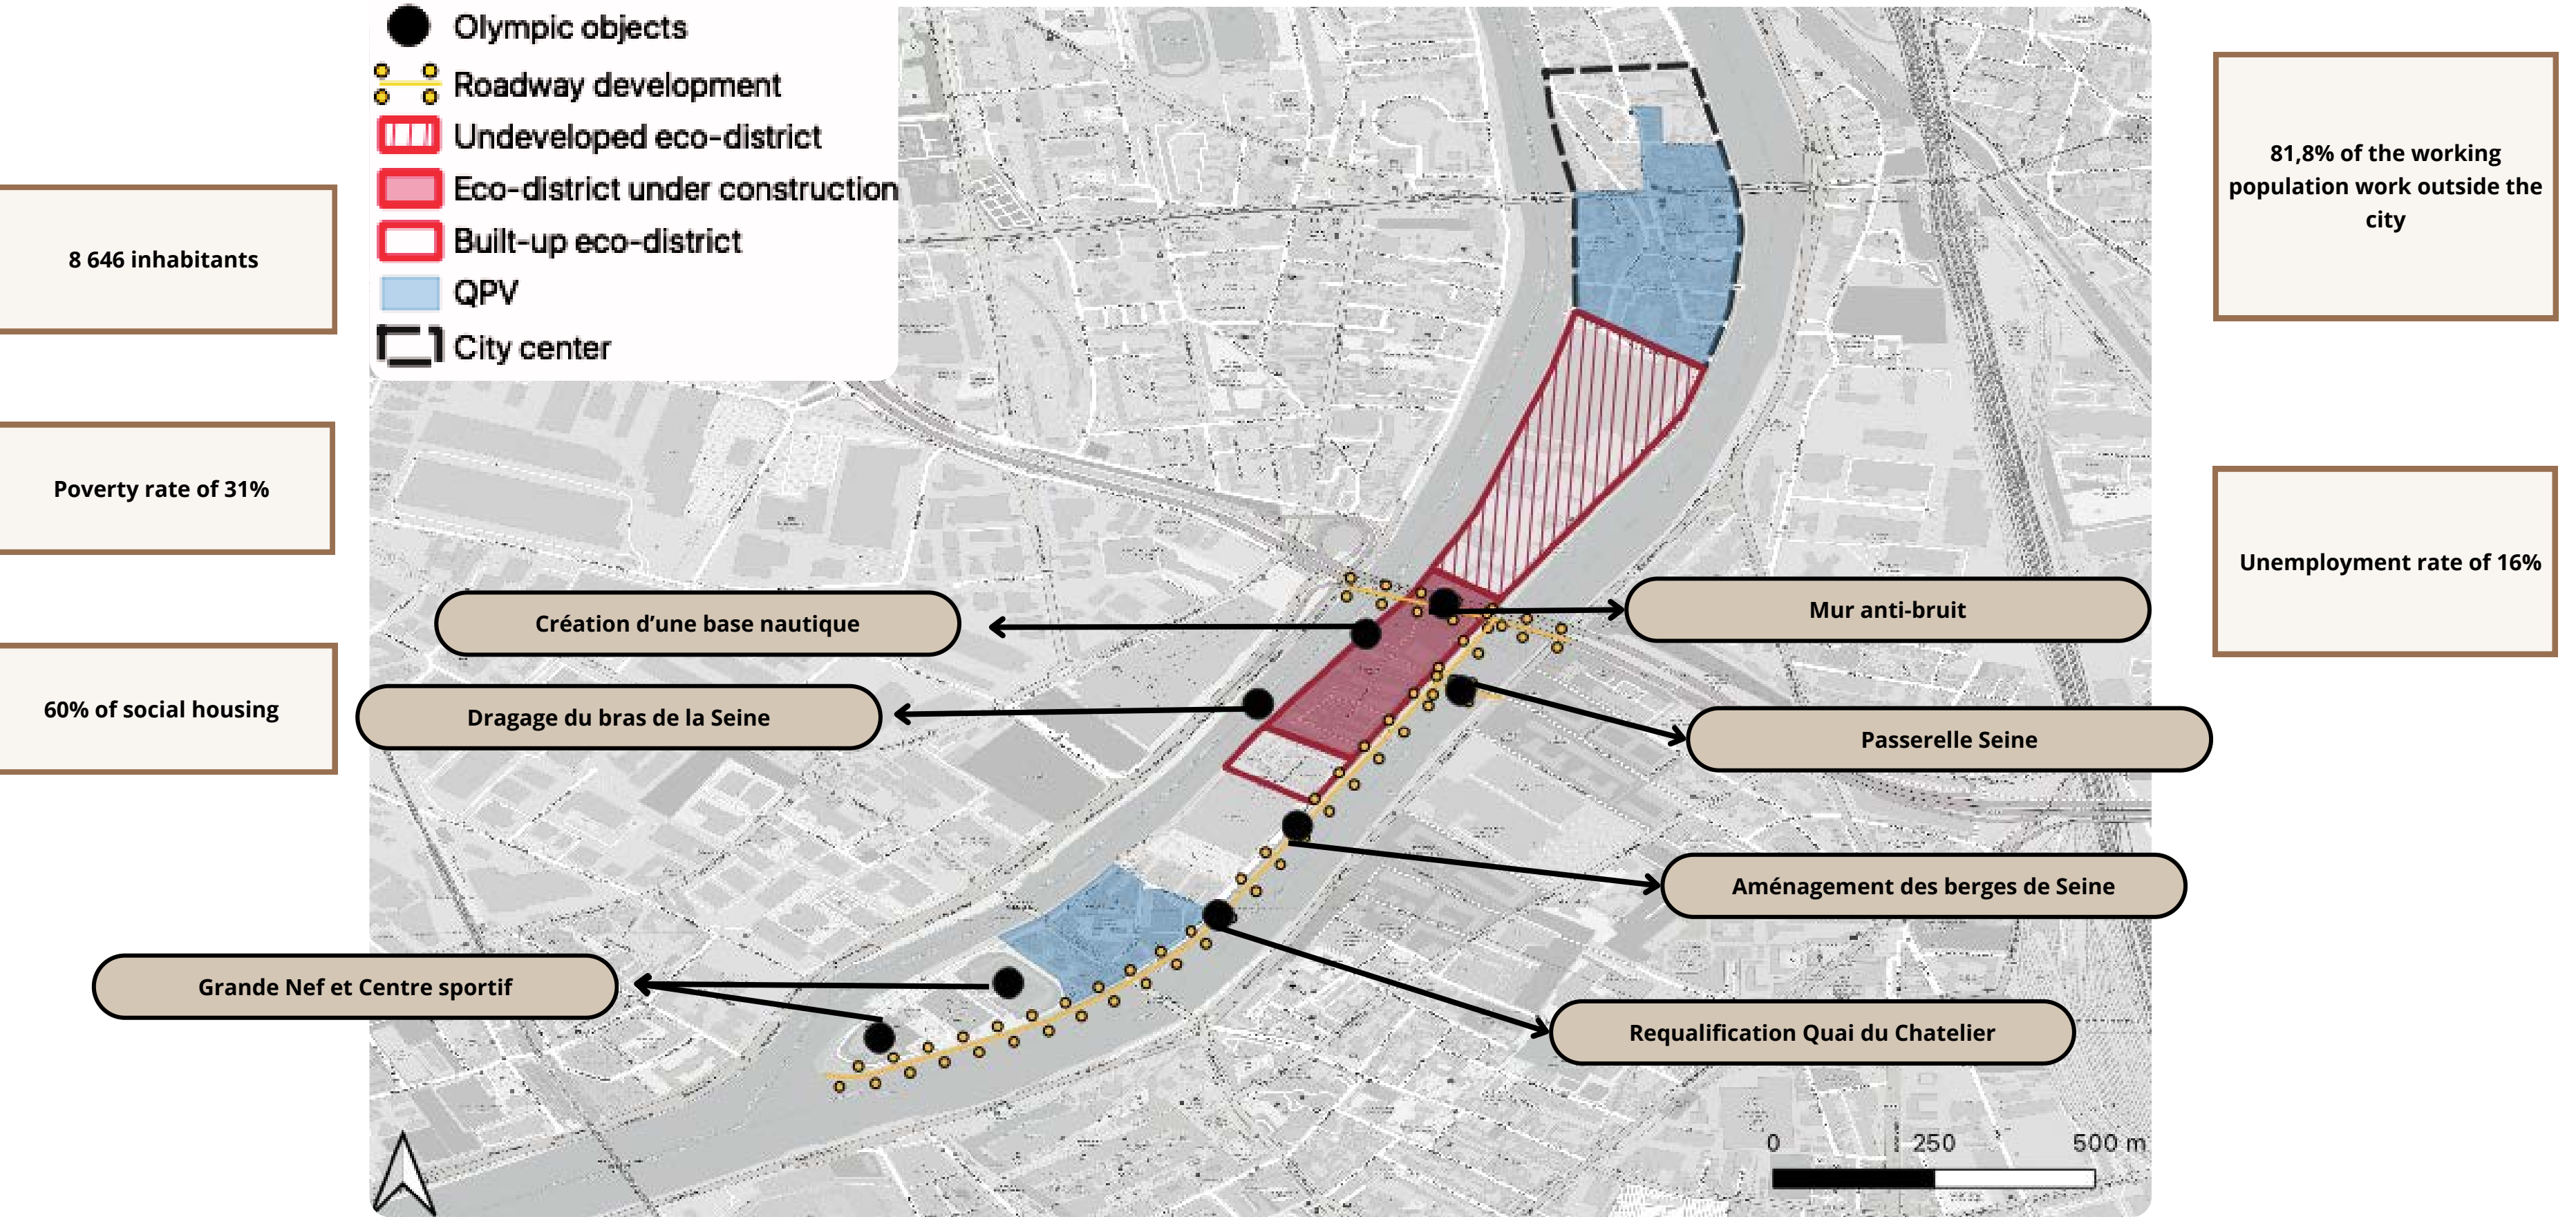 Olympic objects
Roadway development
Undeveloped eco-district
Eco-district under construction
Built-up eco-district
QPV
City center
8 646 inhabitants
Poverty rate of 31%
60% of social housing
81,8% of the working
population work outside the
city
Unemployment rate of 16%
Création d’une base nautique
Mur anti-bruit
Dragage du bras de la Seine
Passerelle Seine
Aménagement des berges de Seine
Grande Nef et Centre sportif
Requalification Quai du Chatelier
0 250 500 m